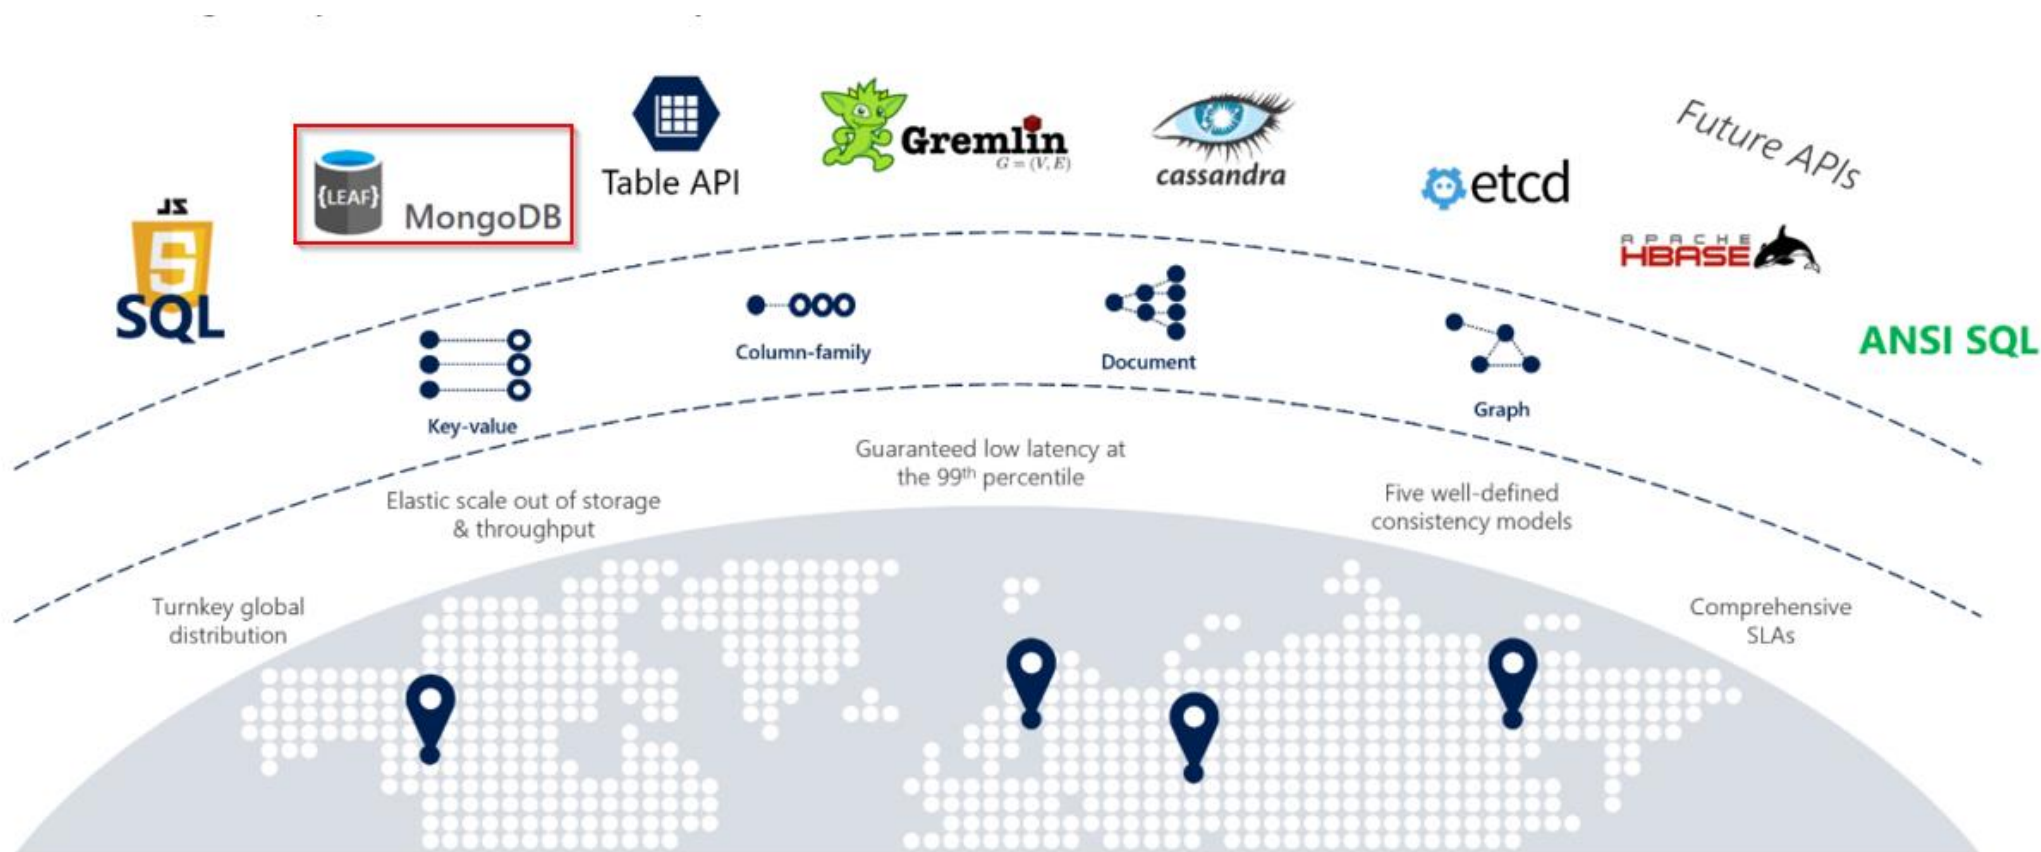 JS
SQL
{LEAF}
MongoDB
Table API
Gremlin
G = (V, E)
cassandra
etcd
Future APIs
APACHE
HBASE
ANSI SQL
Key-value
Column-family
Document
Graph
Turnkey global
distribution
Elastic scale out of storage
& throughput
Guaranteed low latency at
the 99th percentile
Five well-defined
consistency models
Comprehensive
SLAs